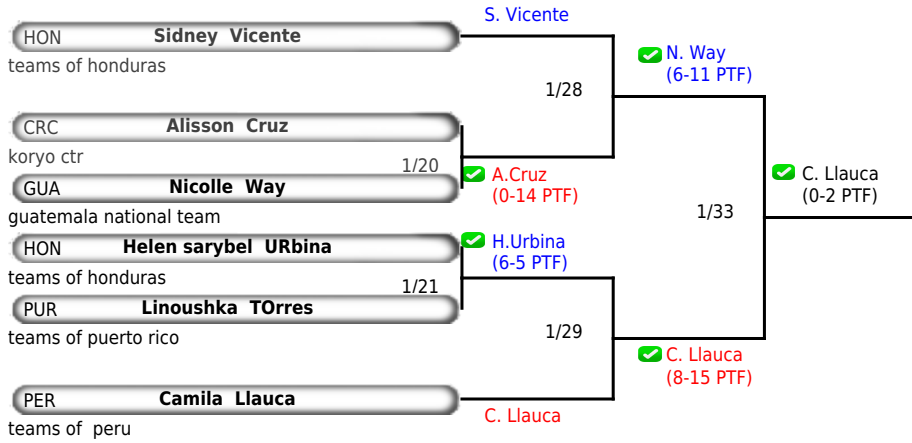 S. Vicente
HON Sidney Vicente
teams of honduras
N. Way
(6-11 PTF)
1/28
CRC Alisson Cruz
koryo ctr
1/20
A.Cruz
(0-14 PTF)
GUA Nicolle Way
guatemala national team
C. Llauca
(0-2 PTF)
1/33
HON Helen sarybel URbina
teams of honduras
H.Urbina
(6-5 PTF)
1/21
PUR Linoushka TOrres
teams of puerto rico
1/29
C. Llauca
(8-15 PTF)
PER Camila Llauca
teams of peru
C. Llauca